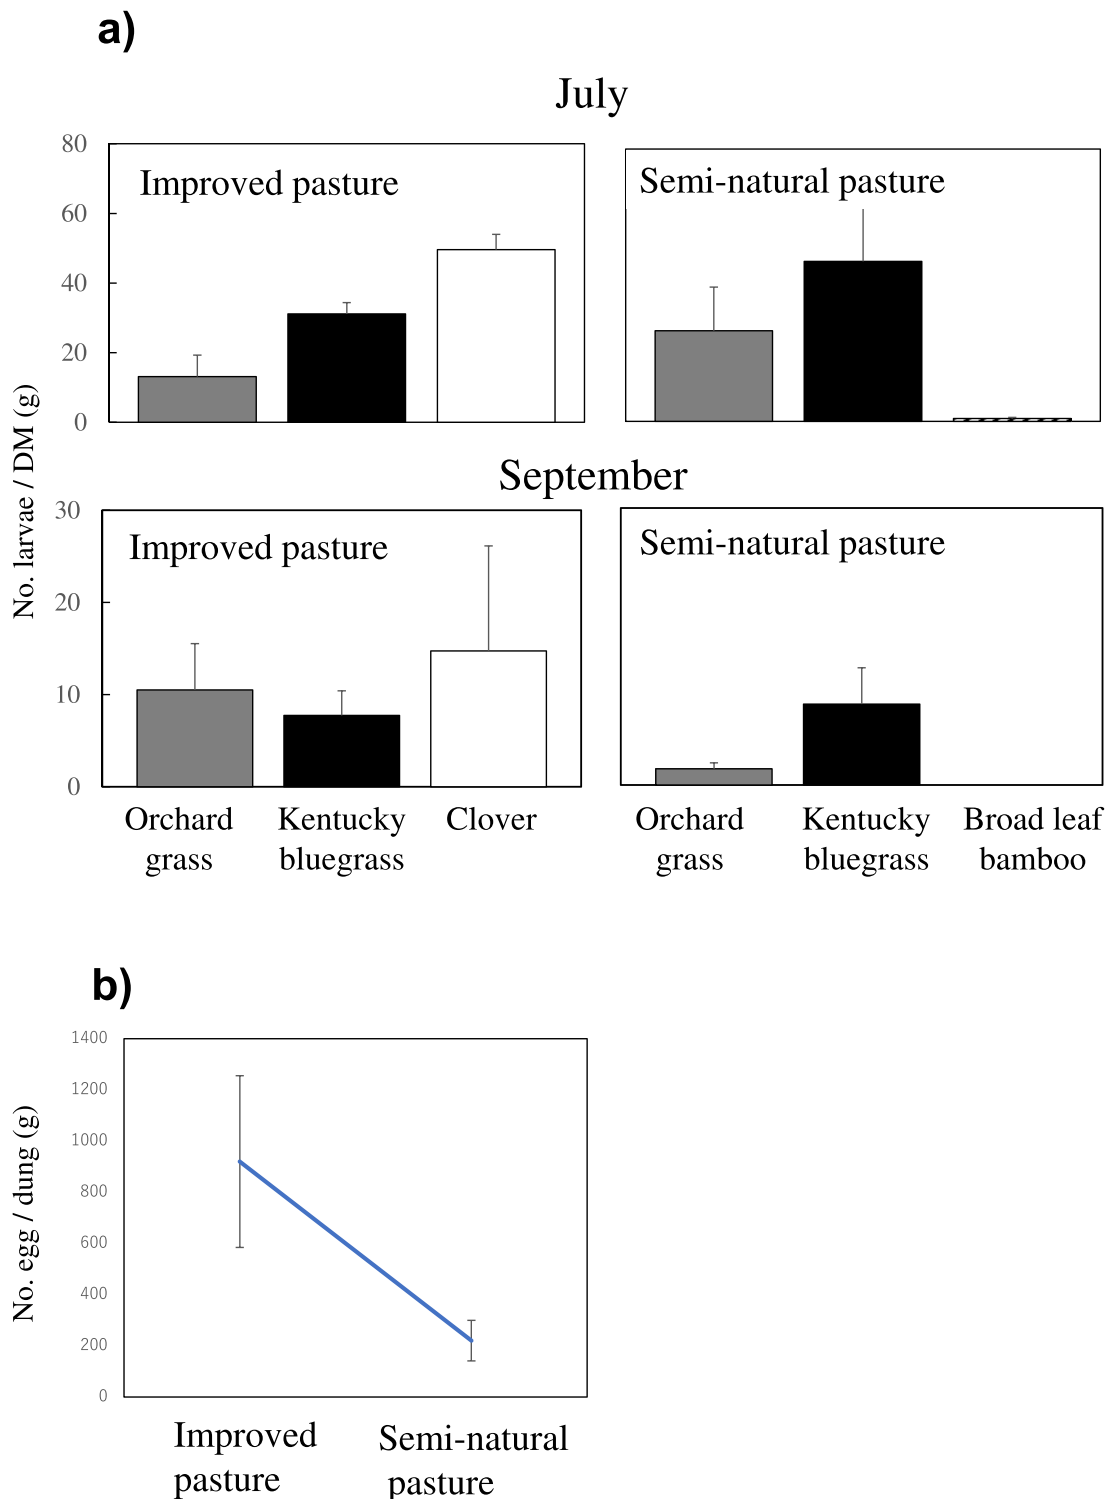 a)
July
80
60
40
20
0
Improved pasture
Semi-natural pasture
No. larvae / DM (g)
September
30
20
10
0
Improved pasture
Semi-natural pasture
Orchard grass
Kentucky bluegrass
Clover
Orchard grass
Kentucky bluegrass
Broad leaf bamboo
b)
1400
1200
1000
800
600
400
200
0
No. egg / dung (g)
Improved pasture
Semi-natural pasture